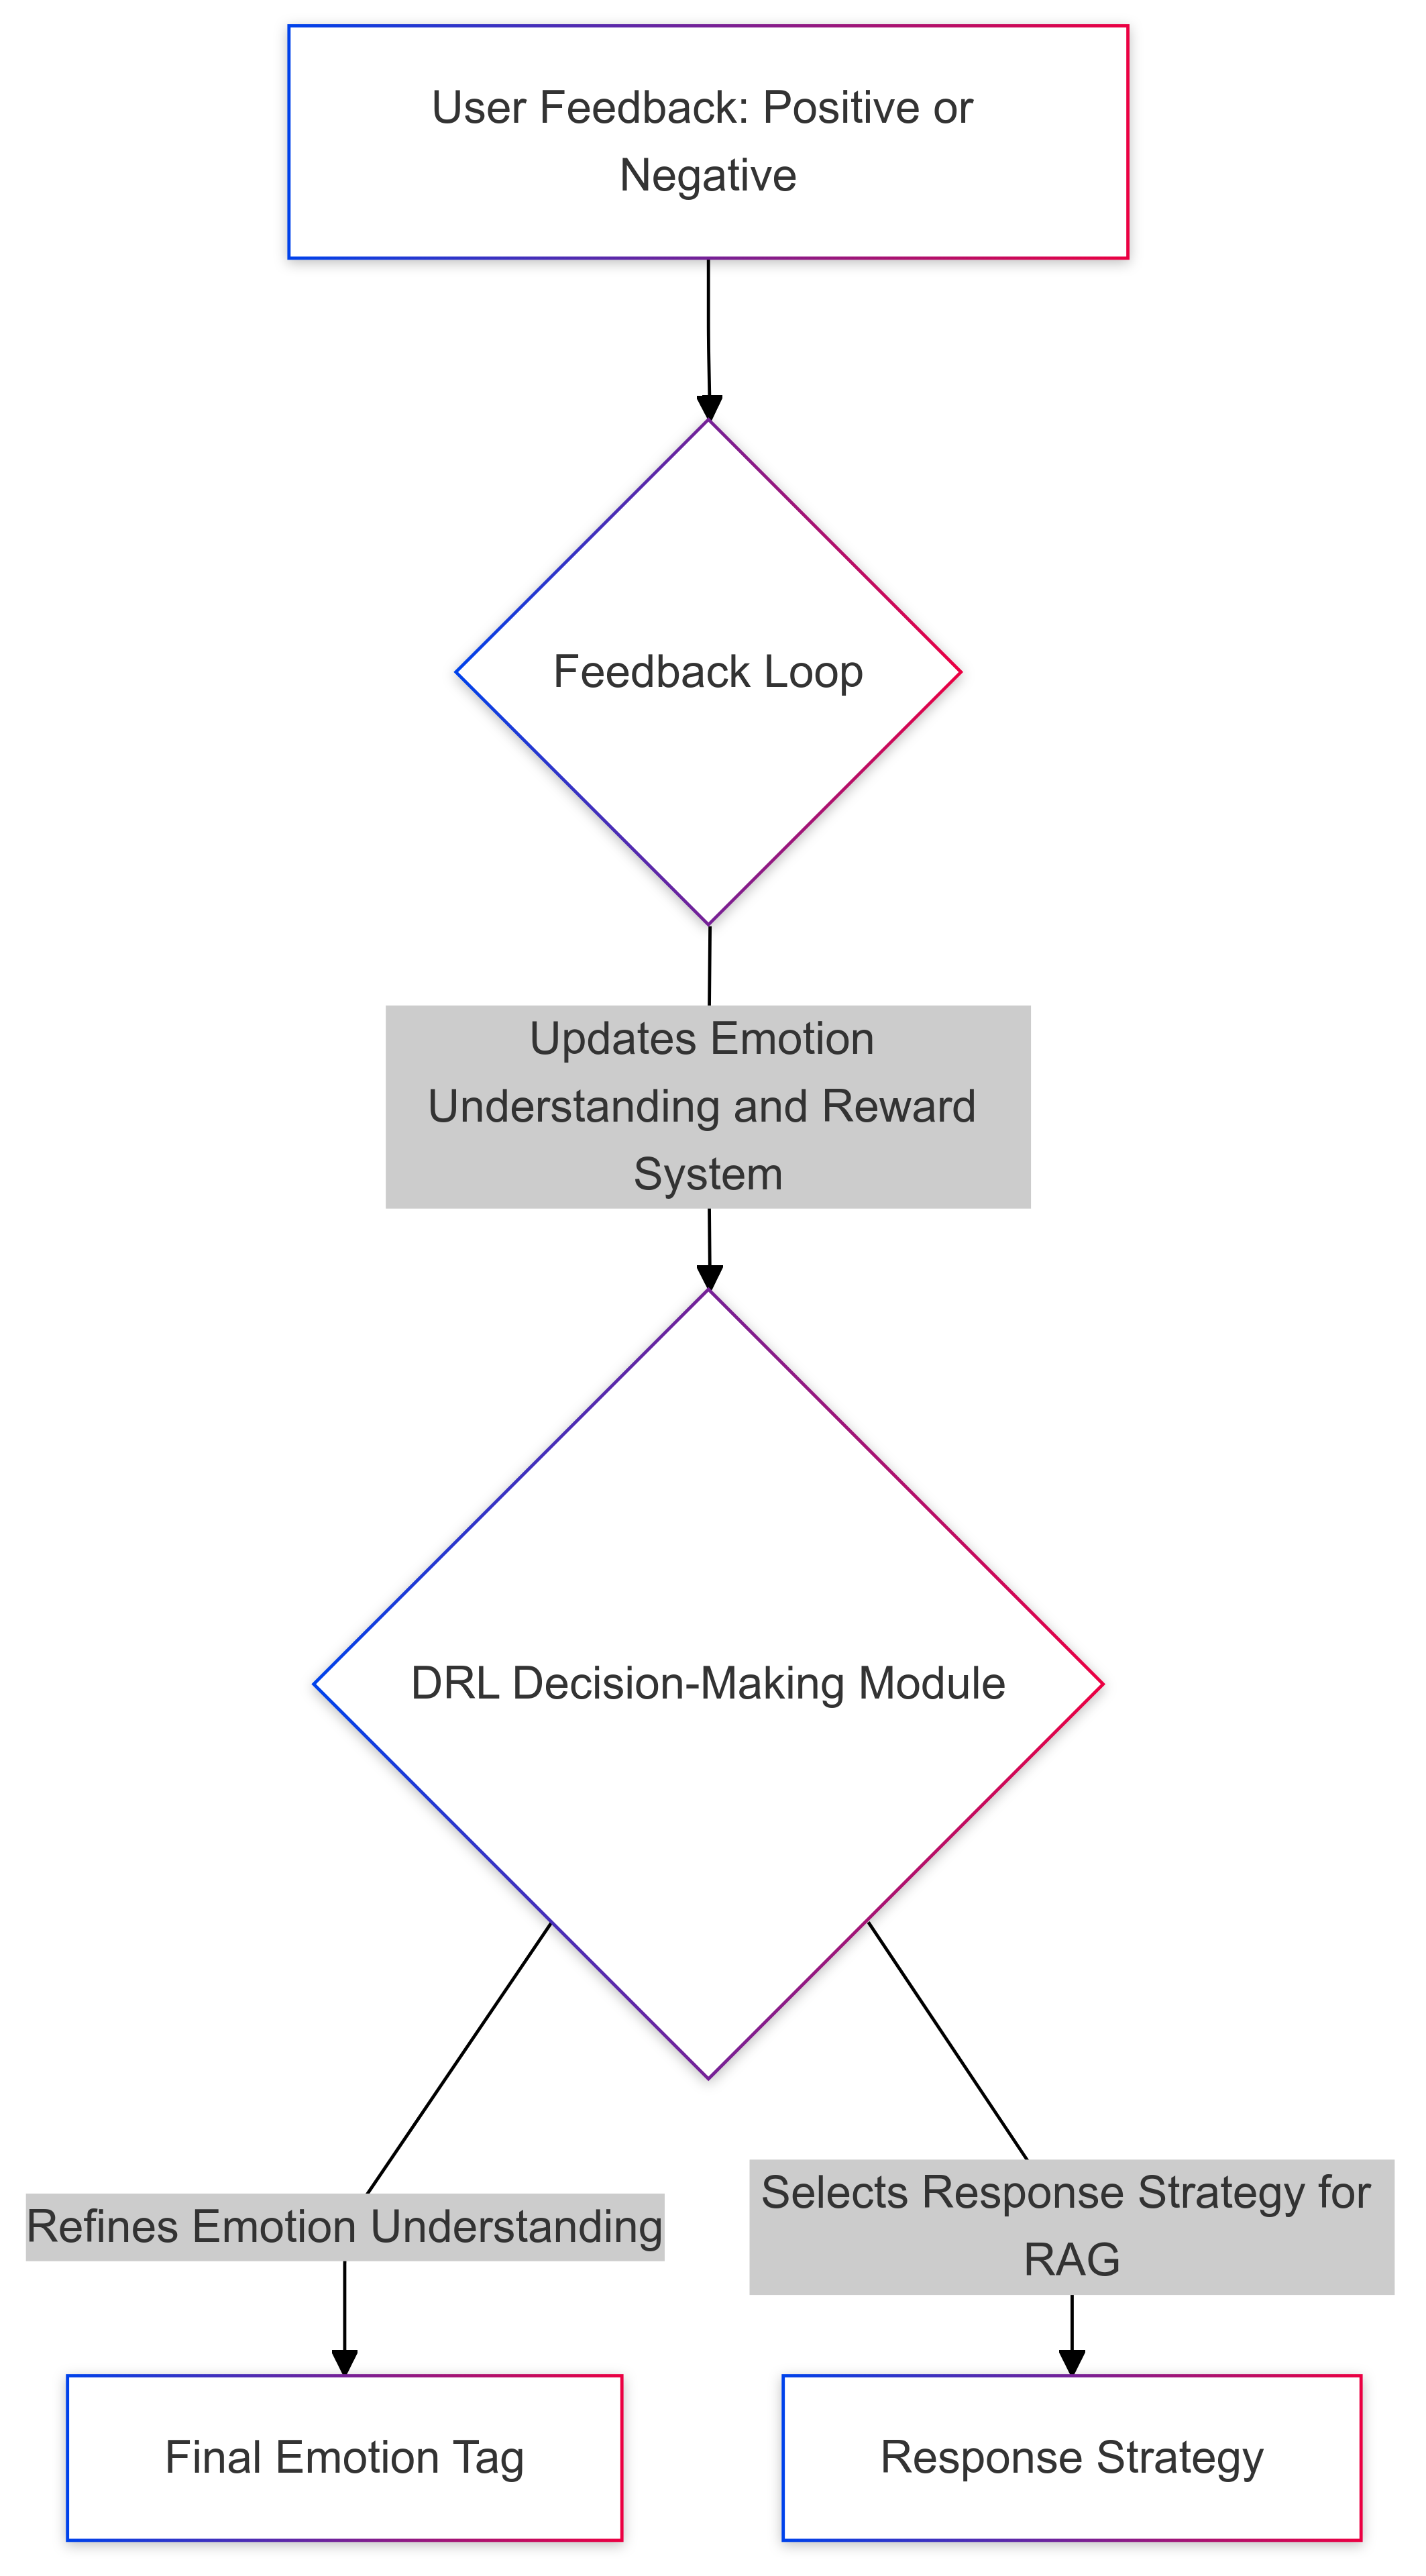 User Feedback: Positive or
Negative
Feedback Loop
Updates Emotion
Understanding and Reward
System
DRL Decision-Making Module
Refines Emotion Understanding
Selects Response Strategy for
RAG
Final Emotion Tag
Response Strategy